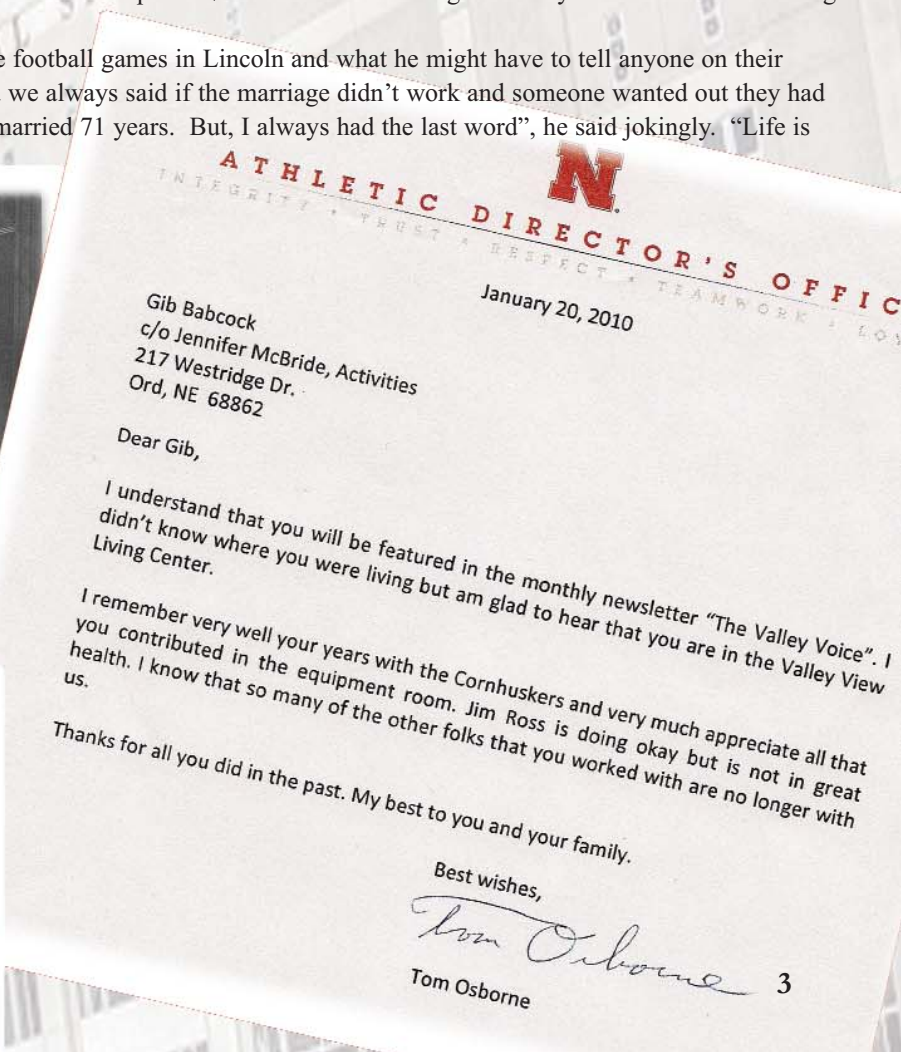 e football games in Lincoln and what he might have to tell anyone on their
we always said if the marriage didn't work and someone wanted out they had
married 71 years.  But, I always had the last word", he said jokingly.  "Life is
N
ATHLETIC DIRECTOR'S OFFIC
INTEGRITY • TRUST • RESPECT • TEAMWORK • LOY
January 20, 2010
Gib Babcock
c/o Jennifer McBride, Activities
217 Westridge Dr.
Ord, NE 68862
Dear Gib,
I understand that you will be featured in the monthly newsletter “The Valley Voice”. I
didn’t know where you were living but am glad to hear that you are in the Valley View
Living Center.
I remember very well your years with the Cornhuskers and very much appreciate all that
you contributed in the equipment room. Jim Ross is doing okay but is not in great
health. I know that so many of the other folks that you worked with are no longer with
us.
Thanks for all you did in the past. My best to you and your family.
Best wishes,
Tom Osborne
Tom Osborne
3